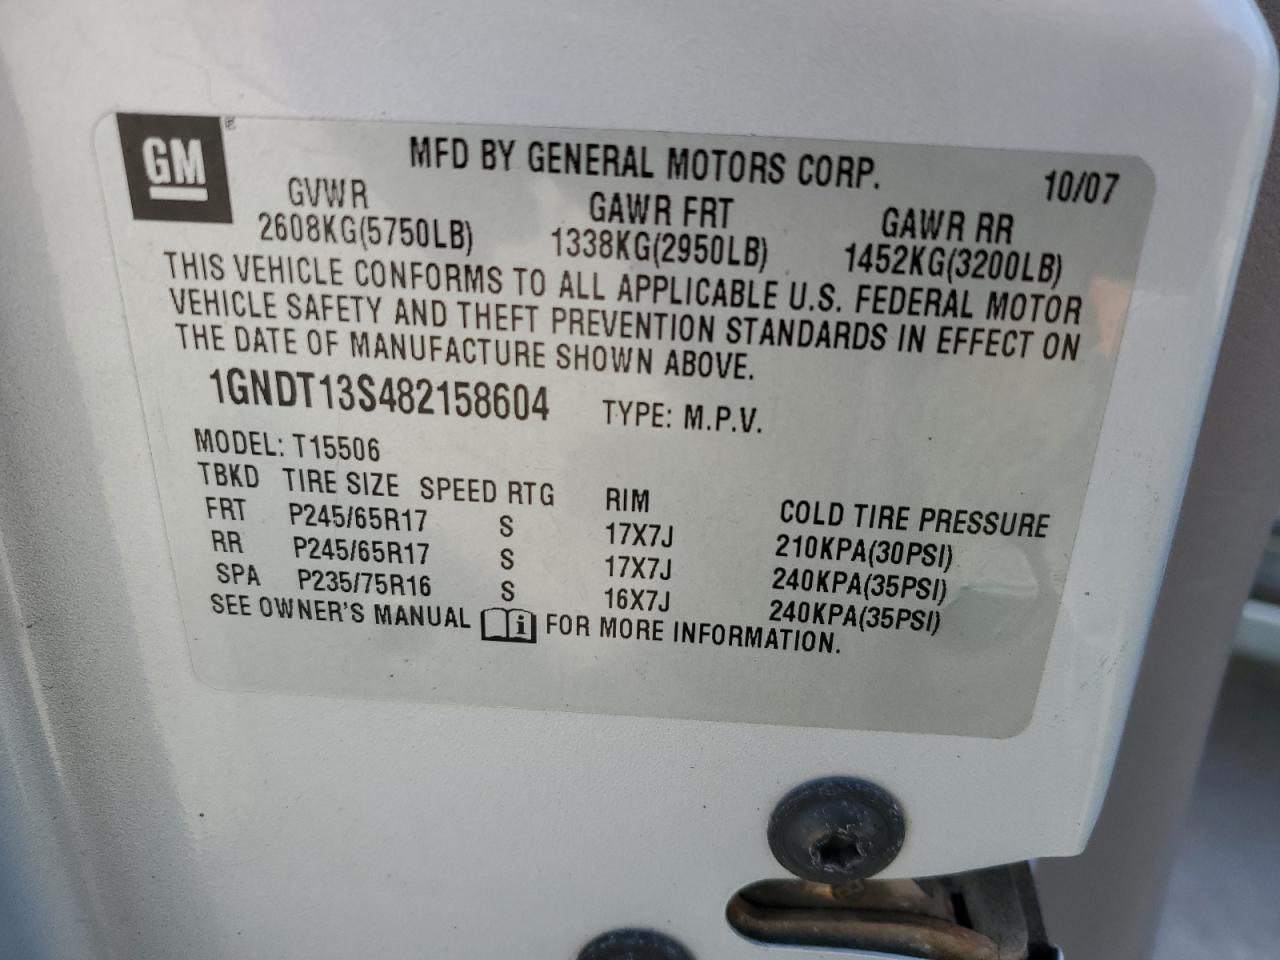 GM®
MFD BY GENERAL MOTORS CORP. 10/07
GVWR GAWR FRT GAWR RR
2608KG(5750LB) 1338KG(2950LB) 1452KG(3200LB)
THIS VEHICLE CONFORMS TO ALL APPLICABLE U.S. FEDERAL MOTOR
VEHICLE SAFETY AND THEFT PREVENTION STANDARDS IN EFFECT ON
THE DATE OF MANUFACTURE SHOWN ABOVE.
1GNDT13S482158604 TYPE: M.P.V.
MODEL: T15506
TBKD TIRE SIZE SPEED RTG RIM COLD TIRE PRESSURE
FRT P245/65R17 S 17X7J 210KPA(30PSI)
RR P245/65R17 S 17X7J 240KPA(35PSI)
SPA P235/75R16 S 16X7J 240KPA(35PSI)
SEE OWNER'S MANUAL i FOR MORE INFORMATION.